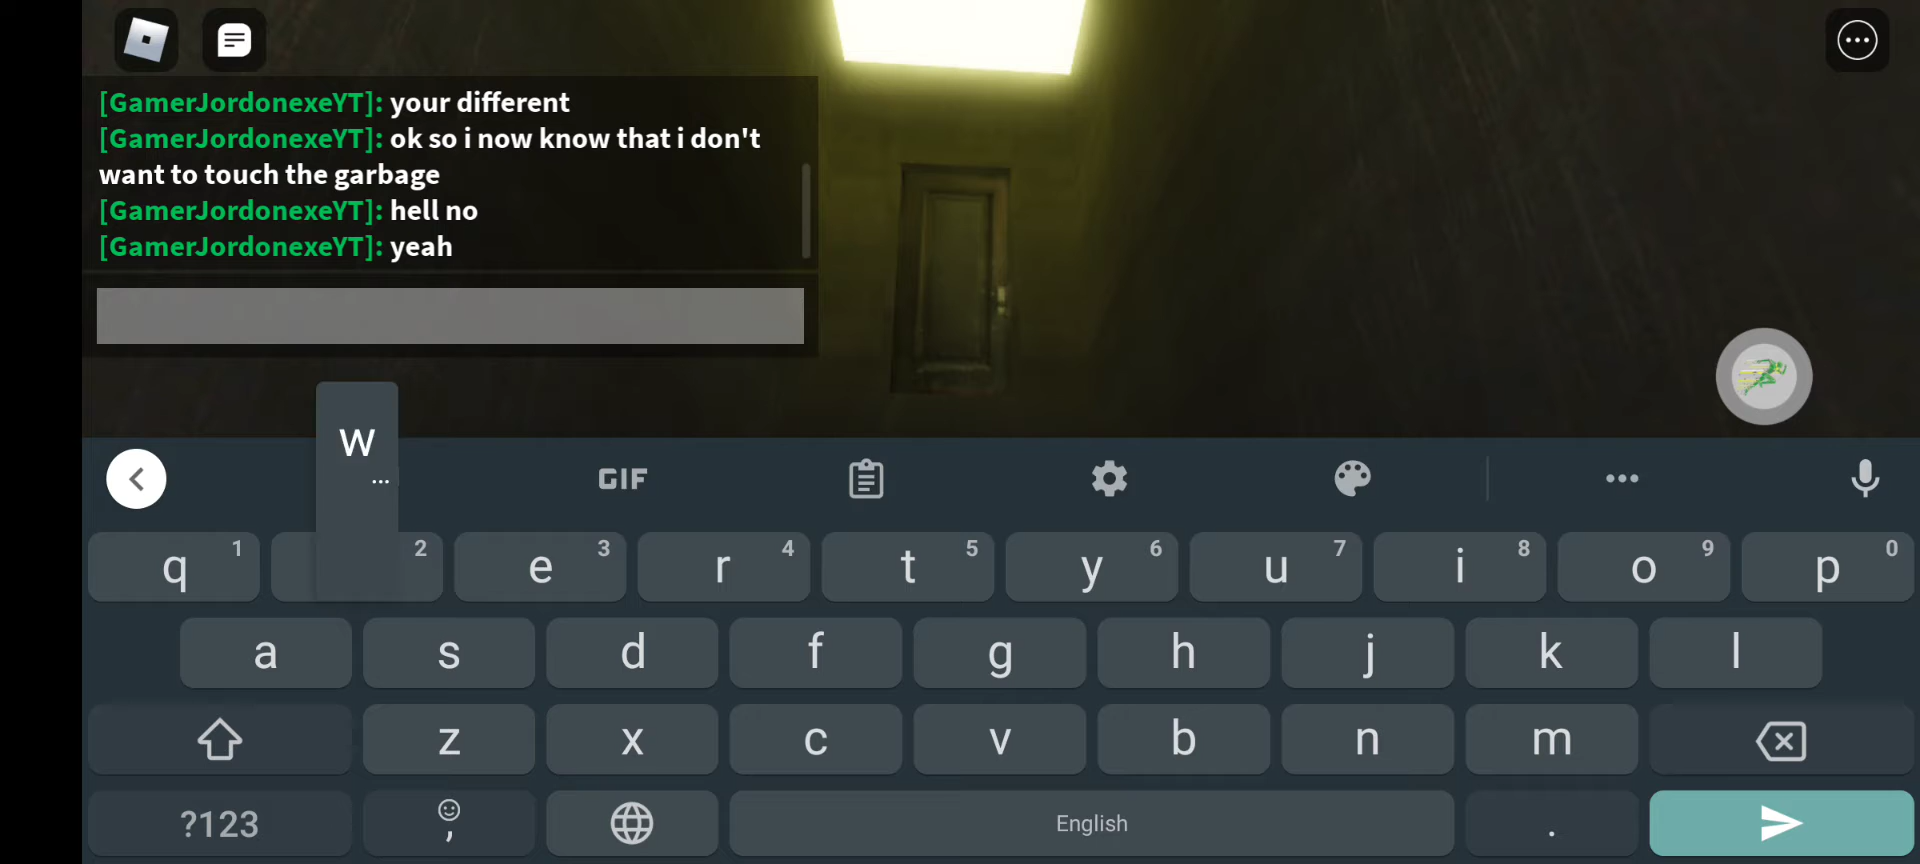 [GamerJordonexeYT]: your different
[GamerJordonexeYT]: ok so i now know that i don't
want to touch the garbage
[GamerJordonexeYT]: hell no
[GamerJordonexeYT]: yeah
w
GIF
q 1 2 e 3 r 4 t 5 y 6 u 7 i 8 o 9 p 0
a s d f g h j k l
z x c v b n m
?123 , English .